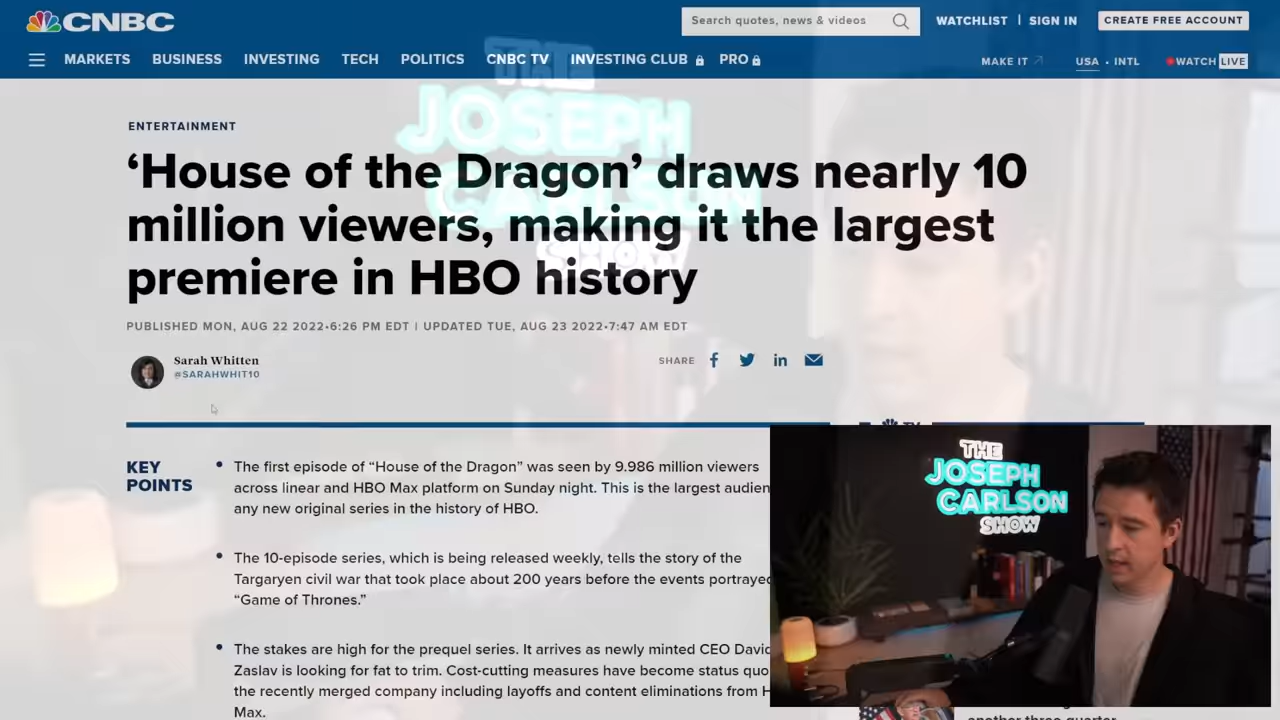 CNBC
Search quotes, news & videos
WATCHLIST | SIGN IN
CREATE FREE ACCOUNT
MARKETS BUSINESS INVESTING TECH POLITICS CNBC TV INVESTING CLUB PRO
MAKE IT USA • INTL WATCH LIVE
THE
JOSEPH
CARLSON
SHOW
ENTERTAINMENT
‘House of the Dragon’ draws nearly 10
million viewers, making it the largest
premiere in HBO history
PUBLISHED MON, AUG 22 2022•6:26 PM EDT | UPDATED TUE, AUG 23 2022•7:47 AM EDT
Sarah Whitten
@SARAHWHIT10
SHARE f in
TV
KEY
POINTS
• The first episode of “House of the Dragon” was seen by 9.986 million viewers
across linear and HBO Max platform on Sunday night. This is the largest audien
any new original series in the history of HBO.
• The 10-episode series, which is being released weekly, tells the story of the
Targaryen civil war that took place about 200 years before the events portrayed
“Game of Thrones.”
• The stakes are high for the prequel series. It arrives as newly minted CEO David
Zaslav is looking for fat to trim. Cost-cutting measures have become status quo
the recently merged company including layoffs and content eliminations from H
Max.
THE
JOSEPH
CARLSON
SHOW
another three quarter